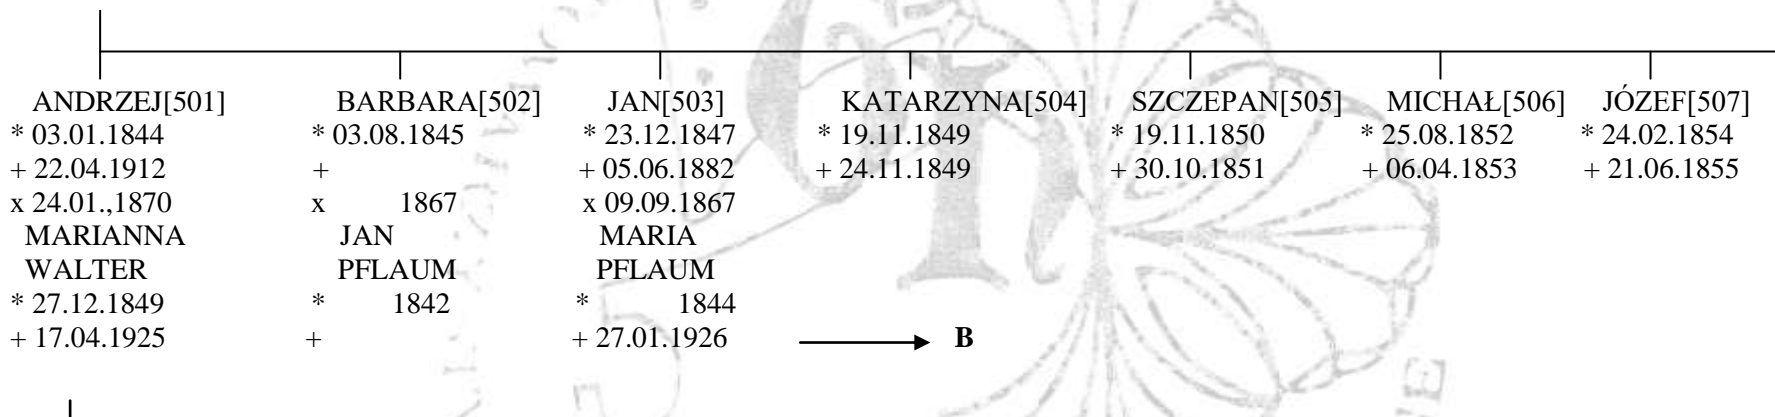 ANDRZEJ[501] BARBARA[502] JAN[503] KATARZYNA[504] SZCZEPAN[505] MICHAŁ[506] JÓZEF[507]
* 03.01.1844 * 03.08.1845 * 23.12.1847 * 19.11.1849 * 19.11.1850 * 25.08.1852 * 24.02.1854
+ 22.04.1912 + + 05.06.1882 + 24.11.1849 + 30.10.1851 + 06.04.1853 + 21.06.1855
x 24.01.,1870 x 1867 x 09.09.1867
MARIANNA JAN MARIA
WALTER PFLAUM PFLAUM
* 27.12.1849 * 1842 * 1844
+ 17.04.1925 + + 27.01.1926 B